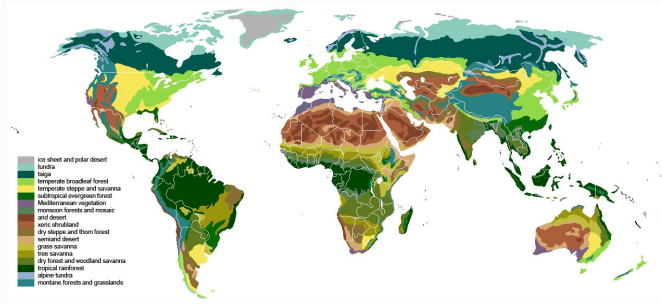 ice sheet and polar desert
tundra
taiga
temperate broadleaf forest
temperate steppe and savanna
subtropical evergreen forest
Mediterranean vegetation
monsoon forests and mosaic
arid desert
xeric shrubland
dry steppe and thorn forest
semiarid desert
grass savanna
tree savanna
dry forest and woodland savanna
tropical rainforest
alpine tundra
montane forests and grasslands